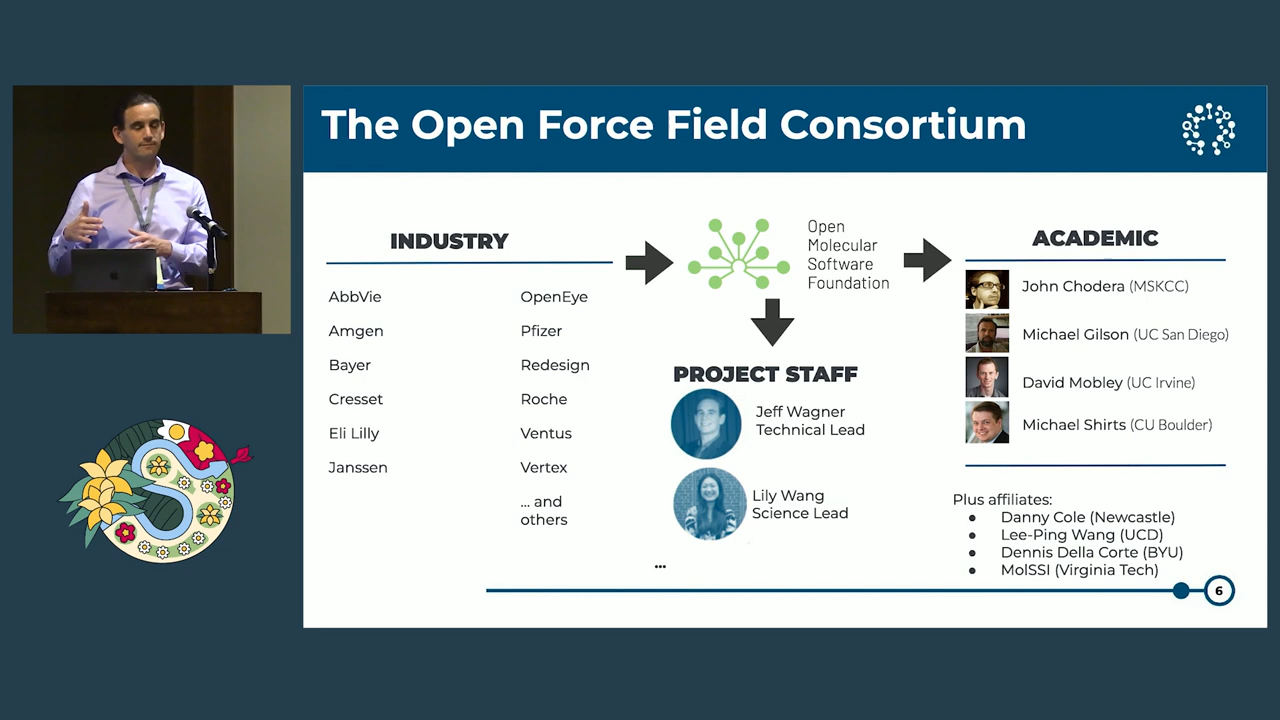 The Open Force Field Consortium
INDUSTRY
AbbVie
Amgen
Bayer
Cresset
Eli Lilly
Janssen
OpenEye
Pfizer
Redesign
Roche
Ventus
Vertex
... and
others
Open
Molecular
Software
Foundation
PROJECT STAFF
Jeff Wagner
Technical Lead
Lily Wang
Science Lead
...
ACADEMIC
John Chodera (MSKCC)
Michael Gilson (UC San Diego)
David Mobley (UC Irvine)
Michael Shirts (CU Boulder)
Plus affiliates:
● Danny Cole (Newcastle)
● Lee-Ping Wang (UCD)
● Dennis Della Corte (BYU)
● MolSSI (Virginia Tech)
6